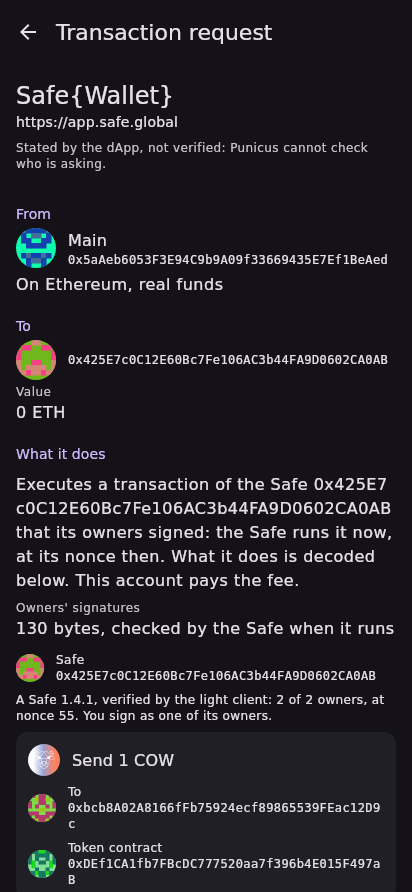 Transaction request
Safe{Wallet}
https://app.safe.global
Stated by the dApp, not verified: Punicus cannot check
who is asking.
From
Main
0x5aAeb6053F3E94C9b9A09f33669435E7Ef1BeAed
On Ethereum, real funds
To
0x425E7c0C12E60Bc7Fe106AC3b44FA9D0602CA0AB
Value
0 ETH
What it does
Executes a transaction of the Safe 0x425E7
c0C12E60Bc7Fe106AC3b44FA9D0602CA0AB
that its owners signed: the Safe runs it now,
at its nonce then. What it does is decoded
below. This account pays the fee.
Owners' signatures
130 bytes, checked by the Safe when it runs
Safe
0x425E7c0C12E60Bc7Fe106AC3b44FA9D0602CA0AB
A Safe 1.4.1, verified by the light client: 2 of 2 owners, at
nonce 55. You sign as one of its owners.
Send 1 COW
To
0xbcb8A02A8166fFb75924ecf89865539FEac12D9
c
Token contract
0xDEf1CA1fb7FBcDC777520aa7f396b4E015F497a
B